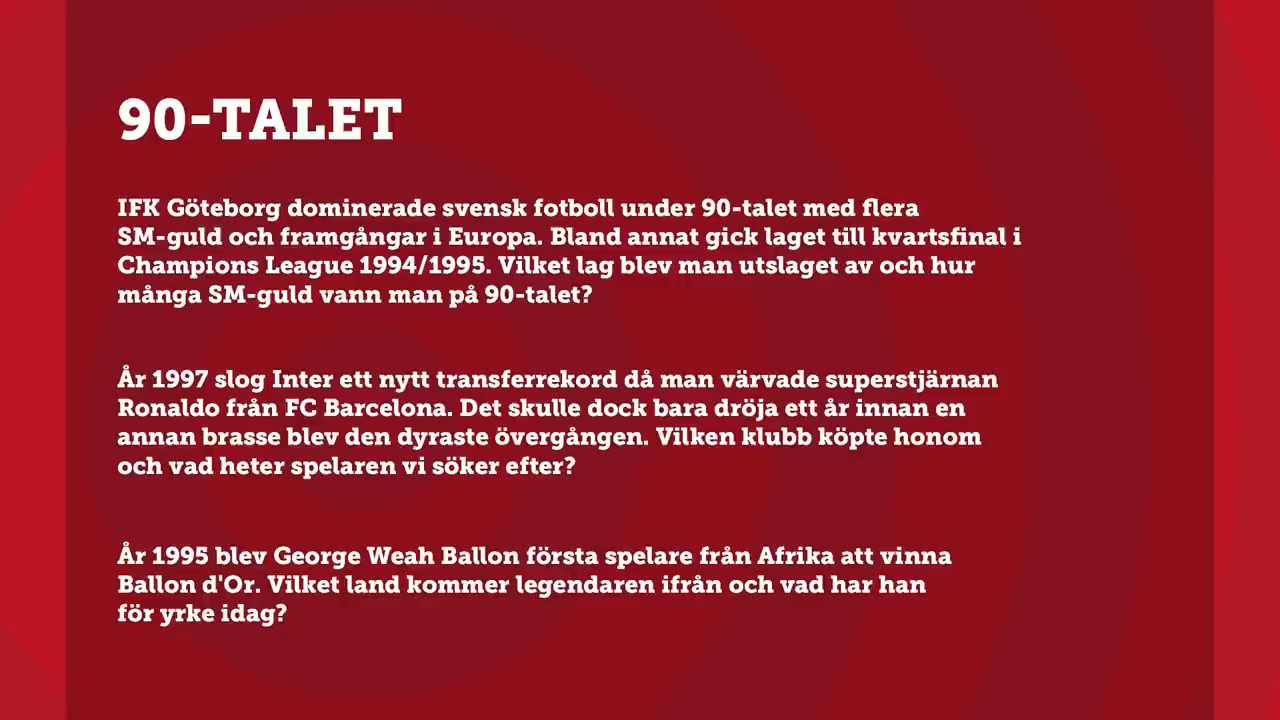 90-TALET
IFK Göteborg dominerade svensk fotboll under 90-talet med flera
SM-guld och framgångar i Europa. Bland annat gick laget till kvartsfinal i
Champions League 1994/1995. Vilket lag blev man utslaget av och hur
många SM-guld vann man på 90-talet?
År 1997 slog Inter ett nytt transferrekord då man värvade superstjärnan
Ronaldo från FC Barcelona. Det skulle dock bara dröja ett år innan en
annan brasse blev den dyraste övergången. Vilken klubb köpte honom
och vad heter spelaren vi söker efter?
År 1995 blev George Weah Ballon första spelare från Afrika att vinna
Ballon d'Or. Vilket land kommer legendaren ifrån och vad har han
för yrke idag?